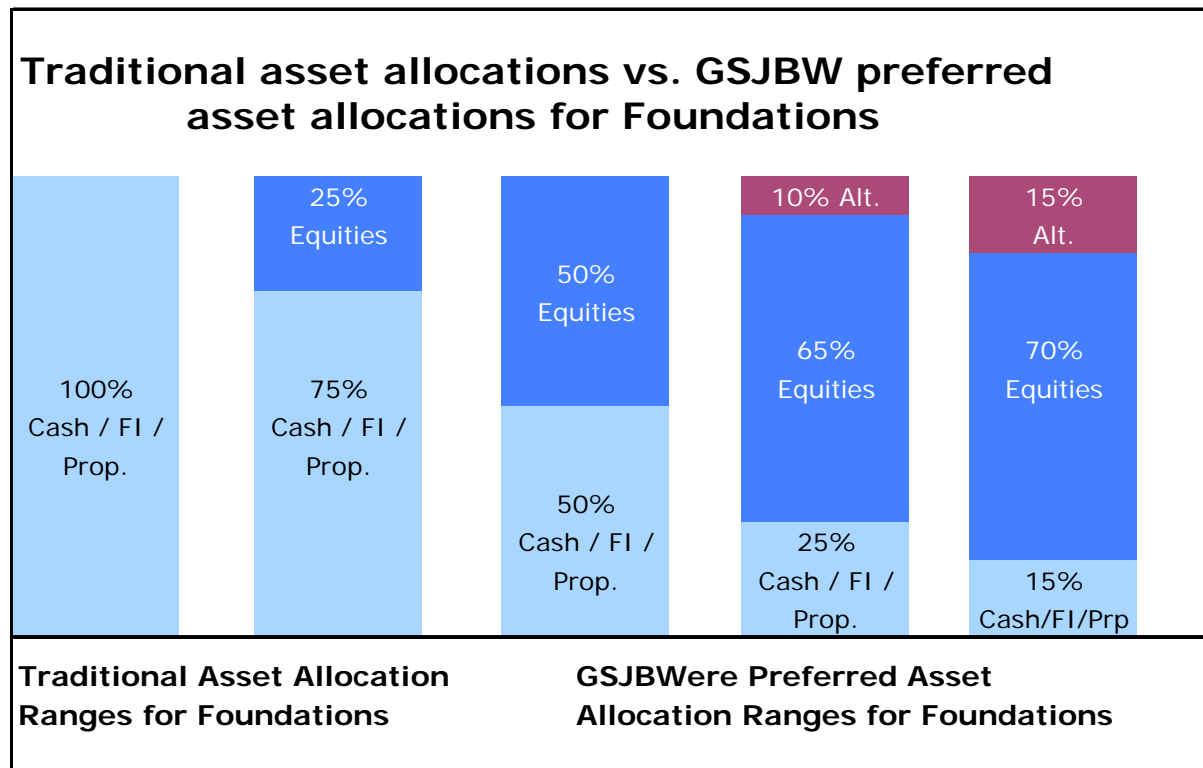 Traditional asset allocations vs. GSJBW preferred
asset allocations for Foundations
100%
Cash / FI /
Prop.
25%
Equities
75%
Cash / FI /
Prop.
50%
Equities
50%
Cash / FI /
Prop.
10% Alt.
65%
Equities
25%
Cash / FI /
Prop.
15%
Alt.
70%
Equities
15%
Cash/FI/Prp
Traditional Asset Allocation
Ranges for Foundations
GSJBWere Preferred Asset
Allocation Ranges for Foundations